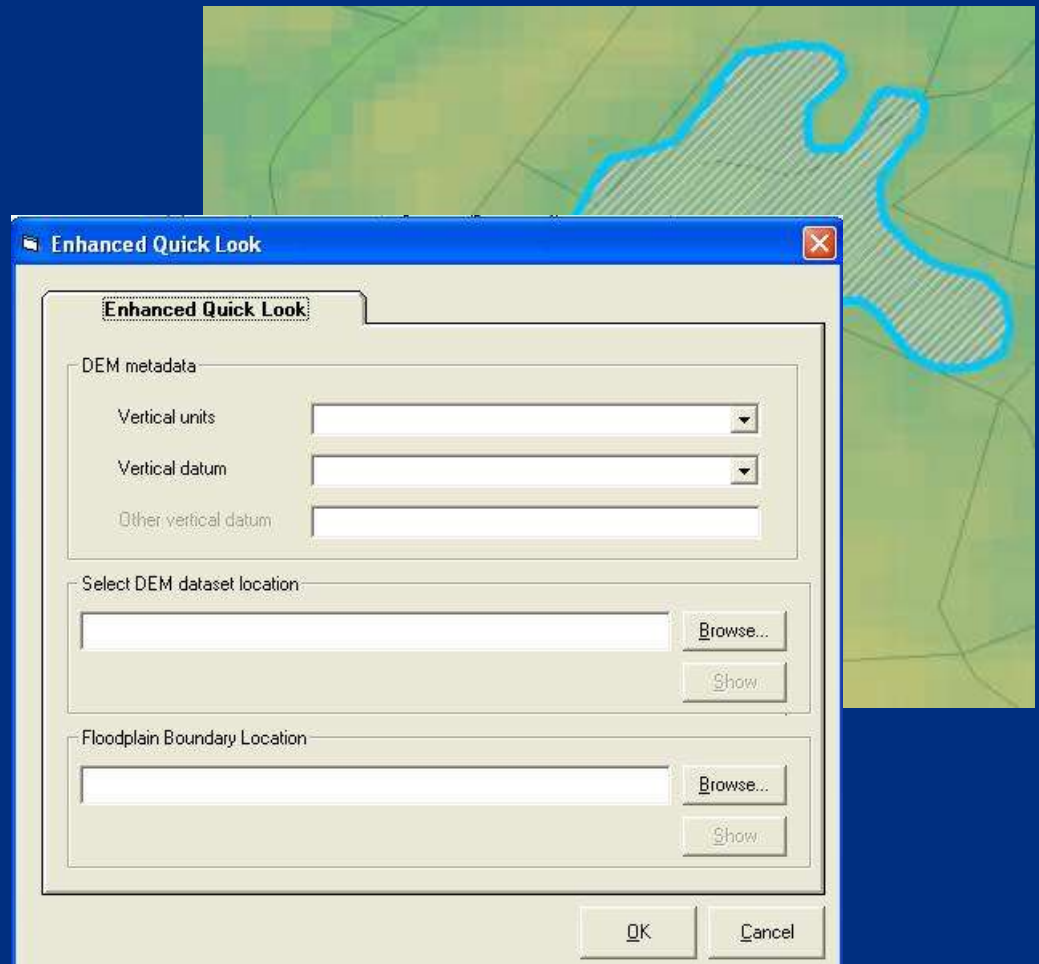 Enhanced Quick Look
Enhanced Quick Look
DEM metadata
Vertical units
Vertical datum
Other vertical datum
Select DEM dataset location
Browse...
Show
Floodplain Boundary Location
Browse...
Show
OK
Cancel